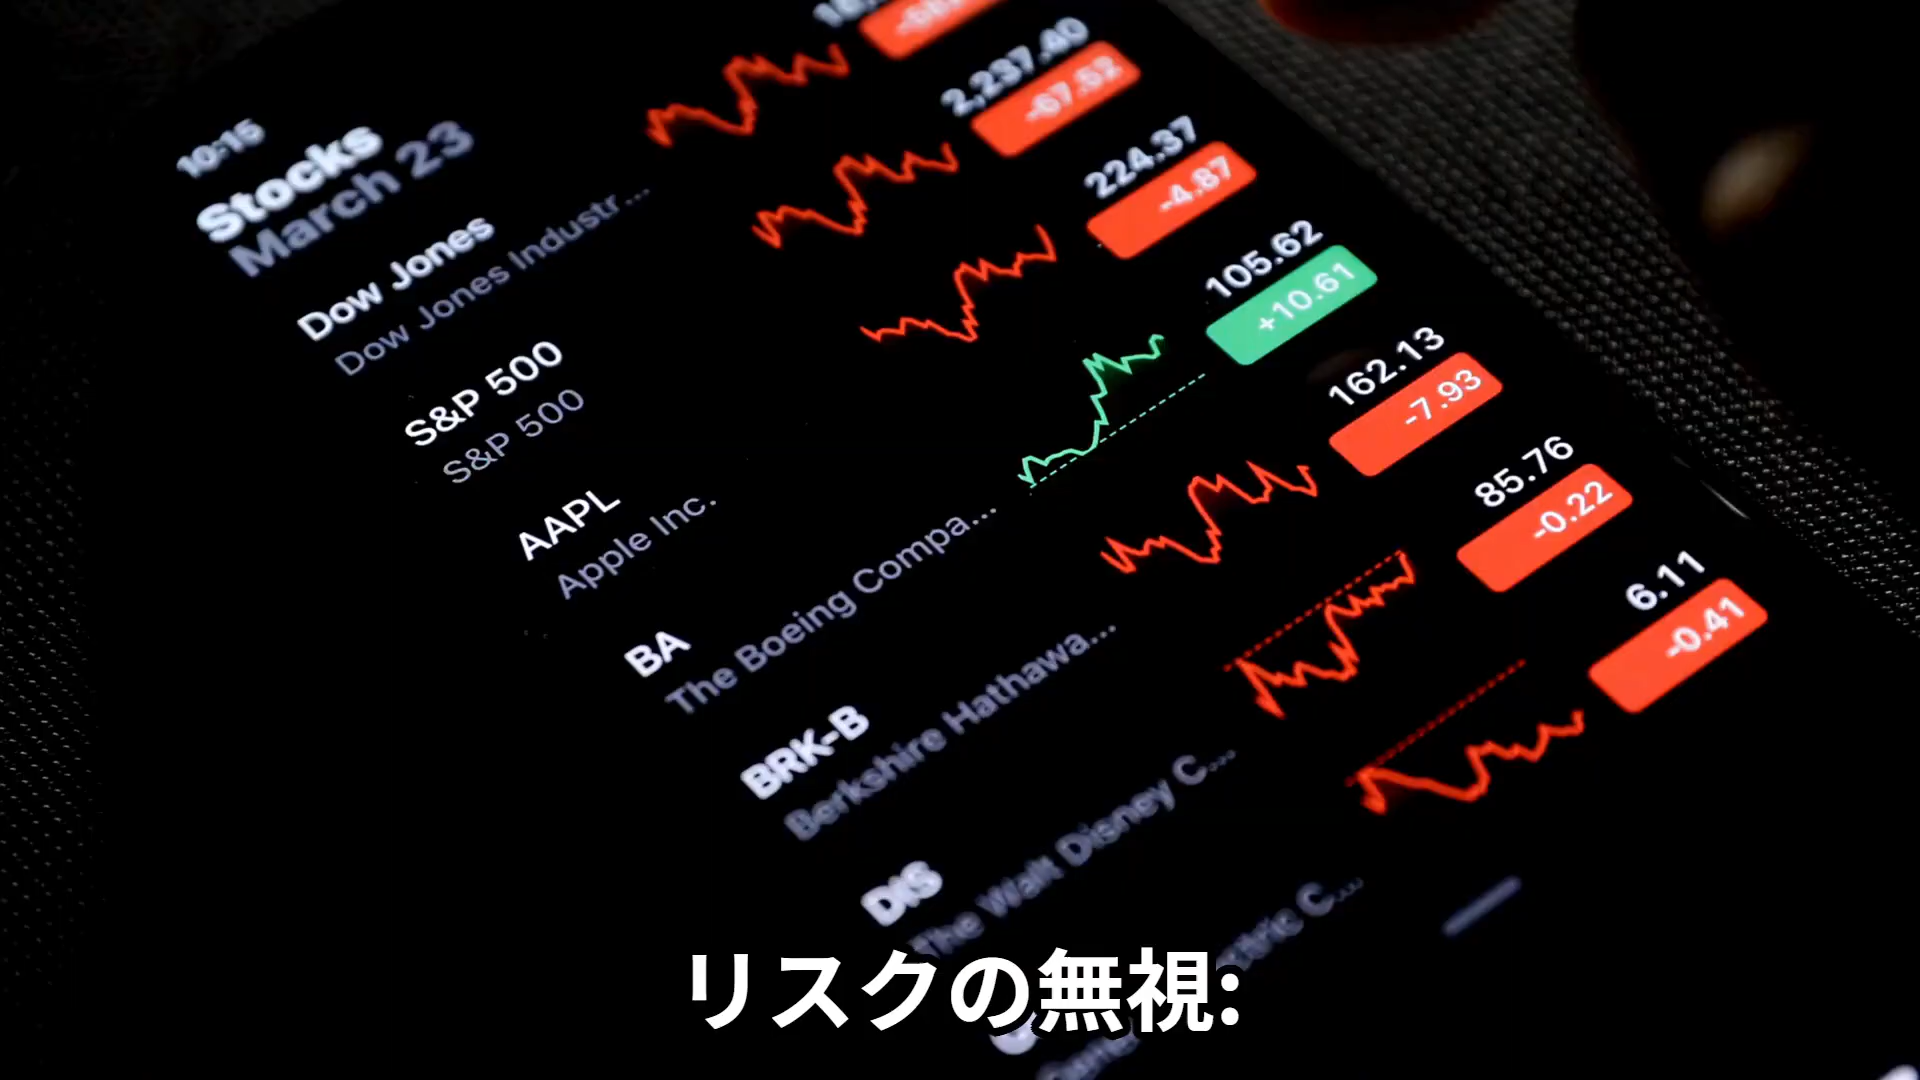 10:15
Stocks
March 23
Dow Jones
Dow Jones Industr...
S&P 500
S&P 500
2,237.40
-67.52
AAPL
Apple Inc.
224.37
-4.87
BA
The Boeing Compa...
105.62
+10.61
BRK-B
Berkshire Hathawa...
162.13
-7.93
DIS
The Walt Disney C...
85.76
-0.22
6.11
-0.41
リスクの無視: